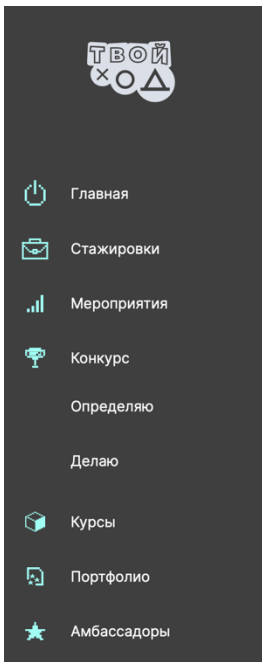 ТВОЙ
ХОД
Главная
Стажировки
Мероприятия
Конкурс
Определяю
Делаю
Курсы
Портфолио
Амбассадоры